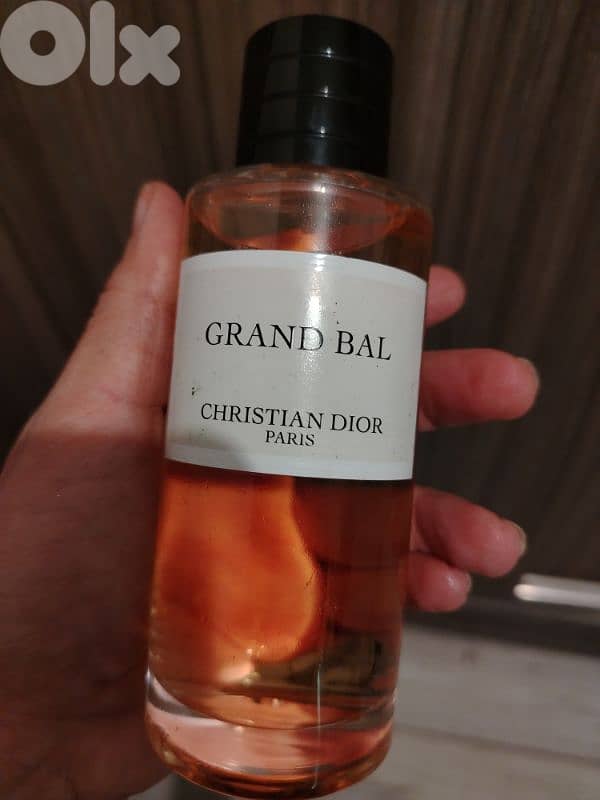 Olx
GRAND BAL
CHRISTIAN DIOR
PARIS